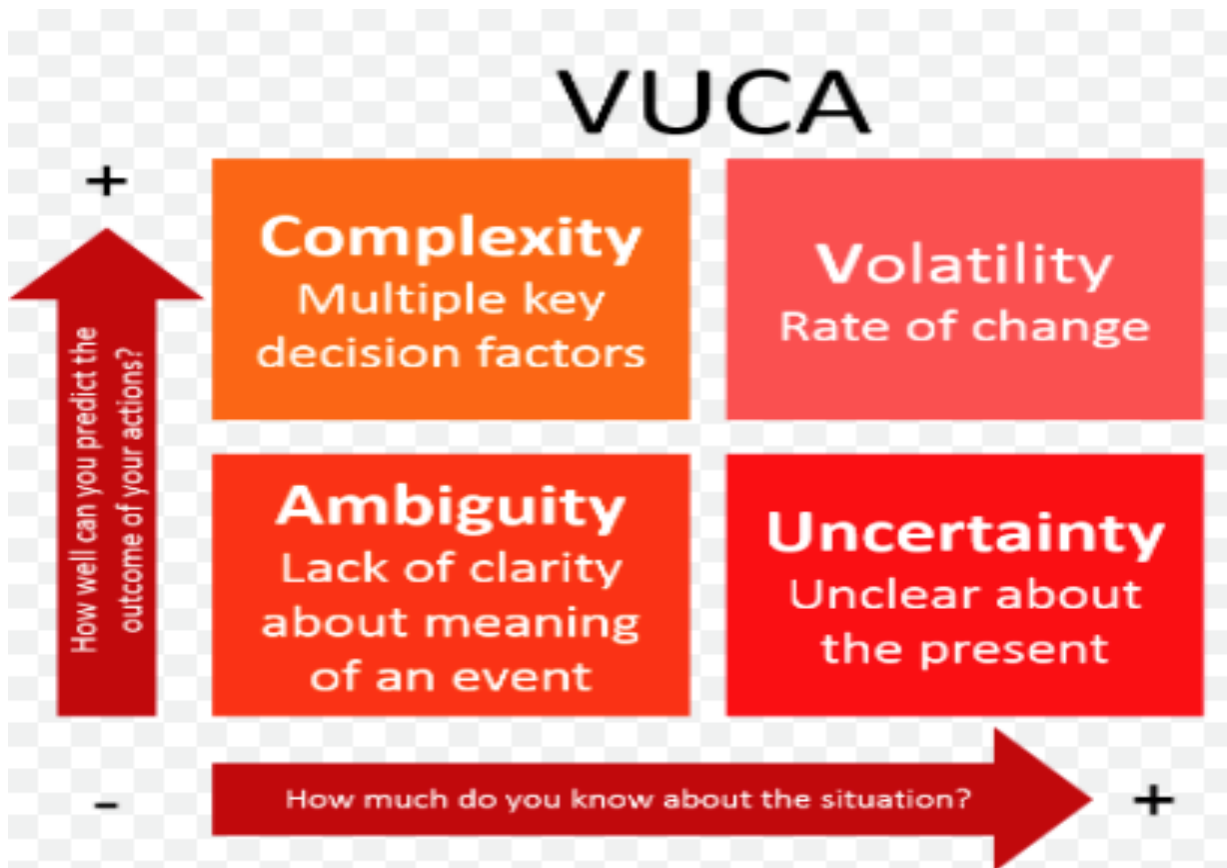 VUCA
+
Complexity
Multiple key
decision factors
Volatility
Rate of change
How well can you predict the
outcome of your actions?
Ambiguity
Lack of clarity
about meaning
of an event
Uncertainty
Unclear about
the present
-
How much do you know about the situation?
+